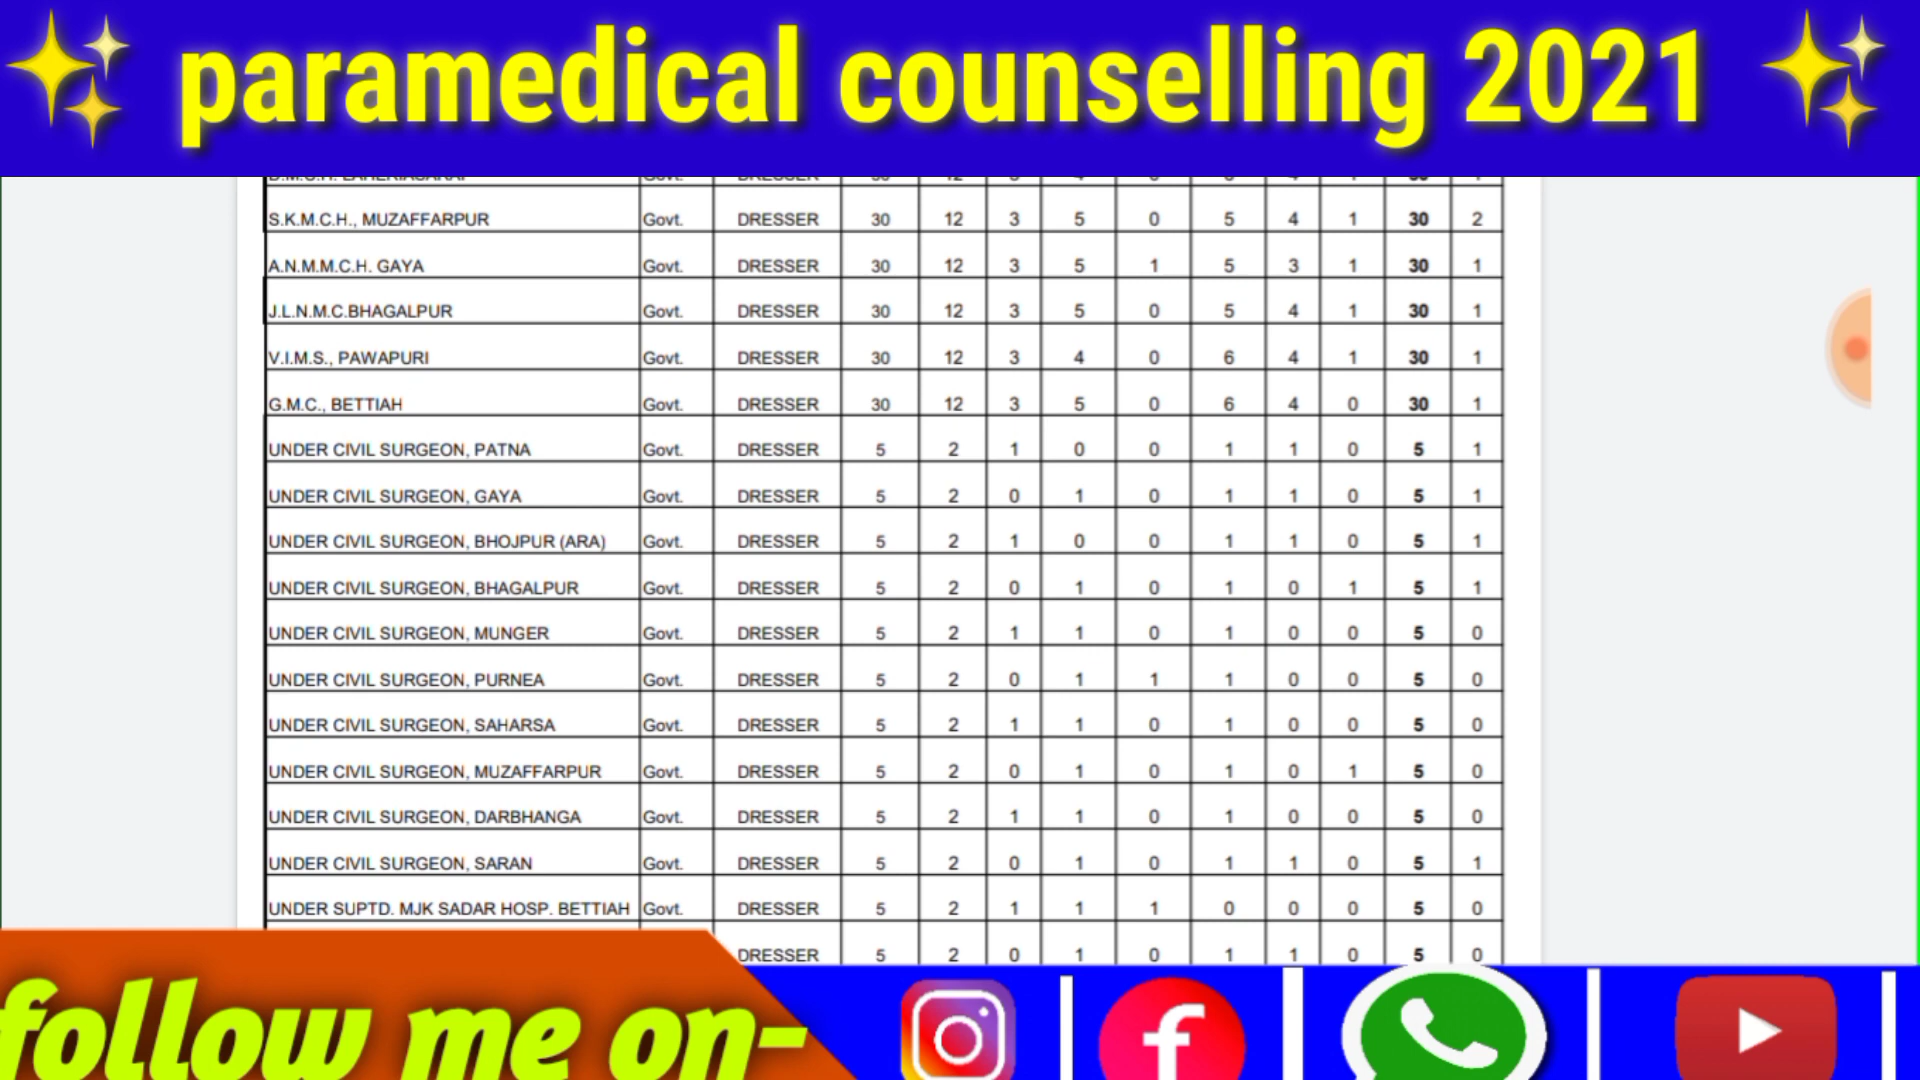 paramedical counselling 2021
S.K.M.C.H., MUZAFFARPUR Govt. DRESSER 30 12 3 5 0 5 4 1 30 2
A.N.M.M.C.H. GAYA Govt. DRESSER 30 12 3 5 1 5 3 1 30 1
J.L.N.M.C.BHAGALPUR Govt. DRESSER 30 12 3 5 0 5 4 1 30 1
V.I.M.S., PAWAPURI Govt. DRESSER 30 12 3 4 0 6 4 1 30 1
G.M.C., BETTIAH Govt. DRESSER 30 12 3 5 0 6 4 0 30 1
UNDER CIVIL SURGEON, PATNA Govt. DRESSER 5 2 1 0 0 1 1 0 5 1
UNDER CIVIL SURGEON, GAYA Govt. DRESSER 5 2 0 1 0 1 1 0 5 1
UNDER CIVIL SURGEON, BHOJPUR (ARA) Govt. DRESSER 5 2 1 0 0 1 1 0 5 1
UNDER CIVIL SURGEON, BHAGALPUR Govt. DRESSER 5 2 0 1 0 1 0 1 5 1
UNDER CIVIL SURGEON, MUNGER Govt. DRESSER 5 2 1 1 0 1 0 0 5 0
UNDER CIVIL SURGEON, PURNEA Govt. DRESSER 5 2 0 1 1 1 0 0 5 0
UNDER CIVIL SURGEON, SAHARSA Govt. DRESSER 5 2 1 1 0 1 0 0 5 0
UNDER CIVIL SURGEON, MUZAFFARPUR Govt. DRESSER 5 2 0 1 0 1 0 1 5 0
UNDER CIVIL SURGEON, DARBHANGA Govt. DRESSER 5 2 1 1 0 1 0 0 5 0
UNDER CIVIL SURGEON, SARAN Govt. DRESSER 5 2 0 1 0 1 1 0 5 1
UNDER SUPTD. MJK SADAR HOSP. BETTIAH Govt. DRESSER 5 2 1 1 1 0 0 0 5 0
DRESSER 5 2 0 1 0 1 1 0 5 0
follow me on-